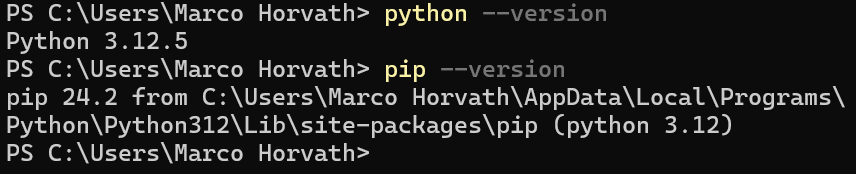 PS C:\Users\Marco Horvath> python --version
Python 3.12.5
PS C:\Users\Marco Horvath> pip --version
pip 24.2 from C:\Users\Marco Horvath\AppData\Local\Programs\
Python\Python312\Lib\site-packages\pip (python 3.12)
PS C:\Users\Marco Horvath>